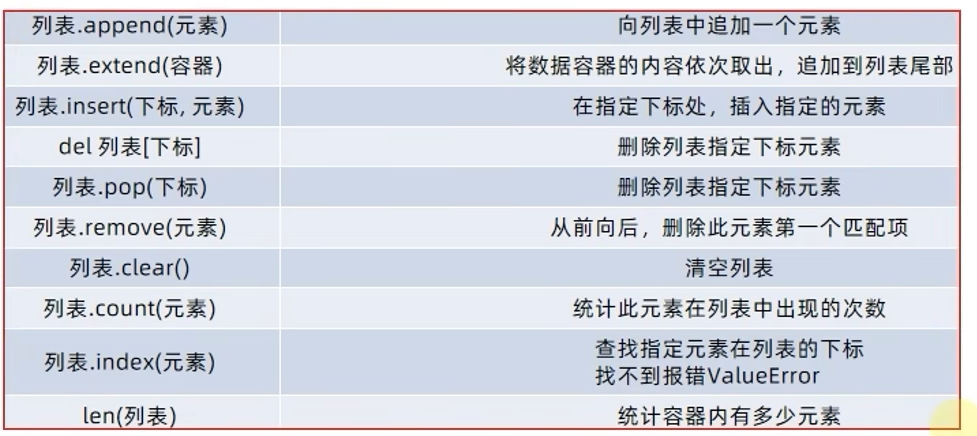 列表.append(元素) 向列表中追加一个元素
列表.extend(容器) 将数据容器的内容依次取出，追加到列表尾部
列表.insert(下标, 元素) 在指定下标处，插入指定的元素
del 列表[下标] 删除列表指定下标元素
列表.pop(下标) 删除列表指定下标元素
列表.remove(元素) 从前向后，删除此元素第一个匹配项
列表.clear() 清空列表
列表.count(元素) 统计此元素在列表中出现的次数
列表.index(元素) 查找指定元素在列表的下标
找不到报错ValueError
len(列表) 统计容器内有多少元素